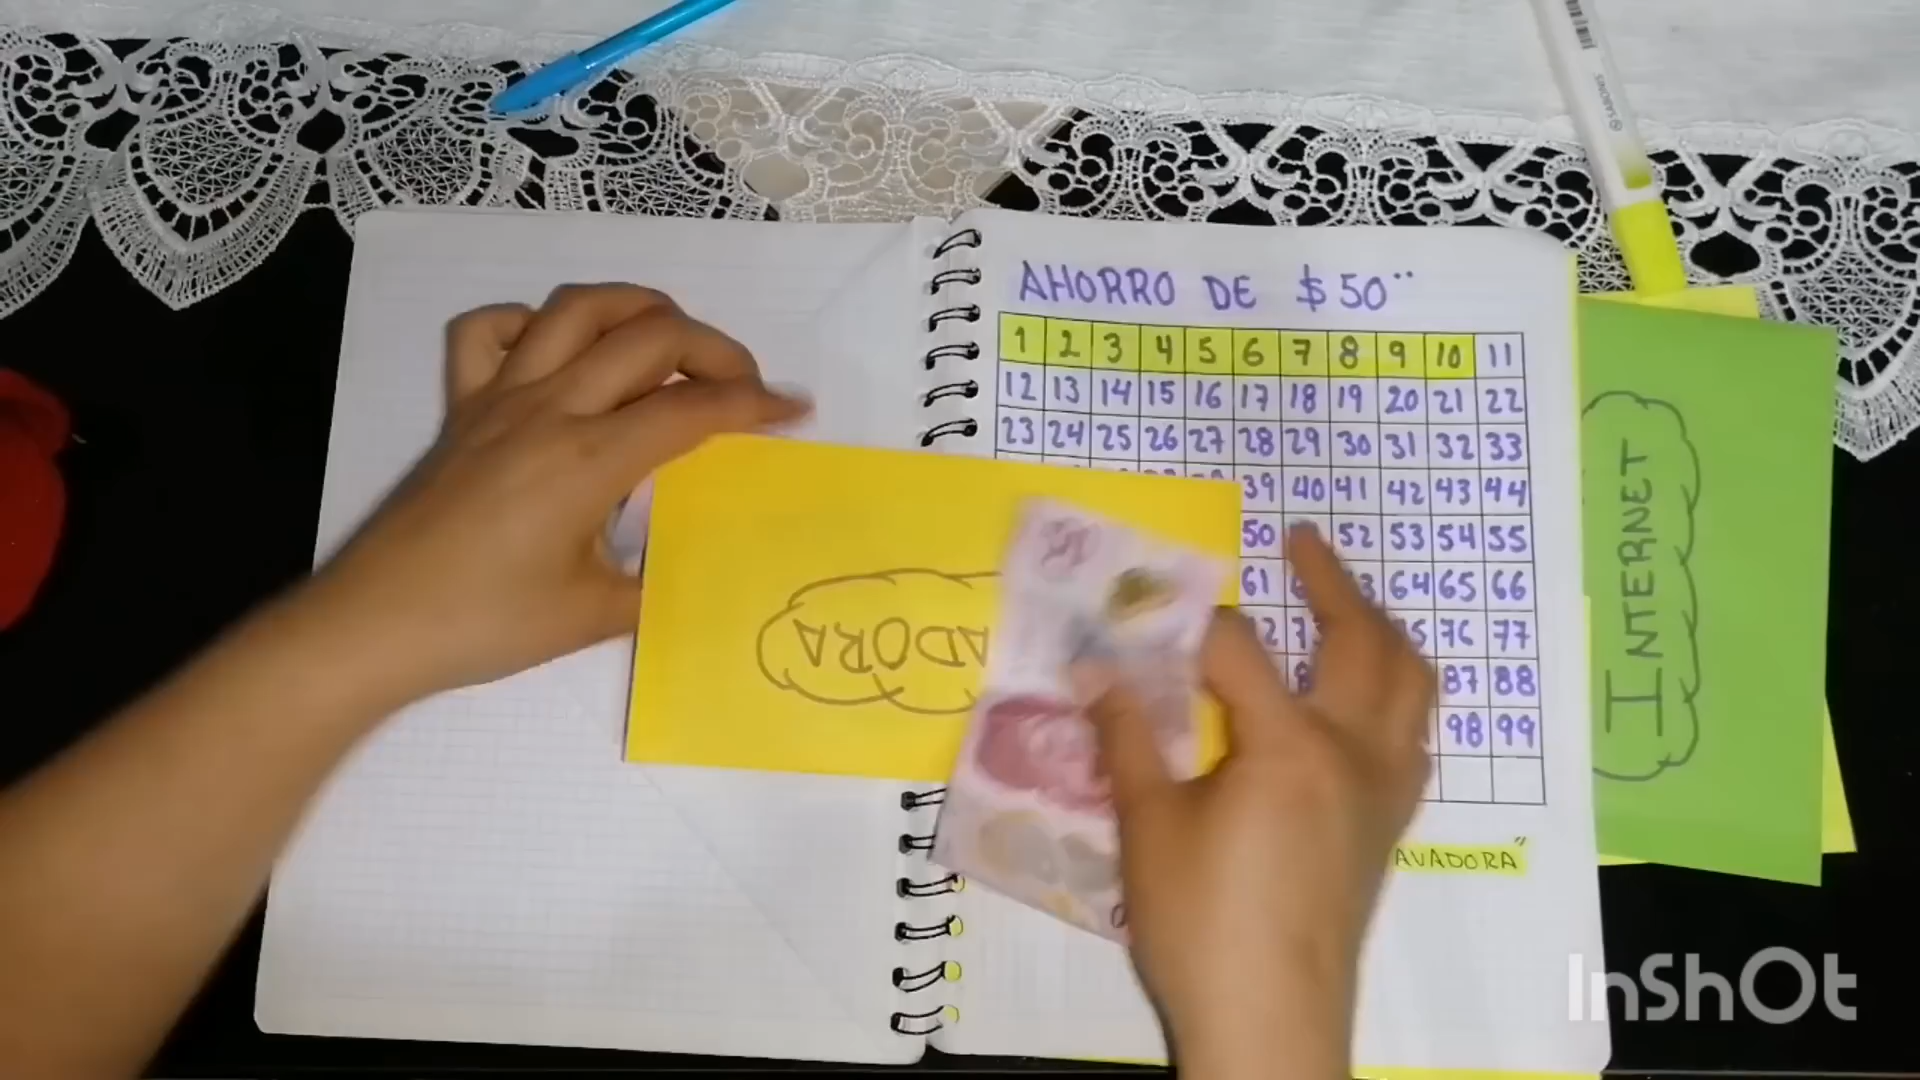 AHORRO DE $50"
1 2 3 4 5 6 7 8 9 10 11
12 13 14 15 16 17 18 19 20 21 22
23 24 25 26 27 28 29 30 31 32 33
39 40 41 42 43 44
50 52 53 54 55
61 64 65 66
76 77
87 88
98 99
ADORA
AVADORA"
INTERNET
InShOt